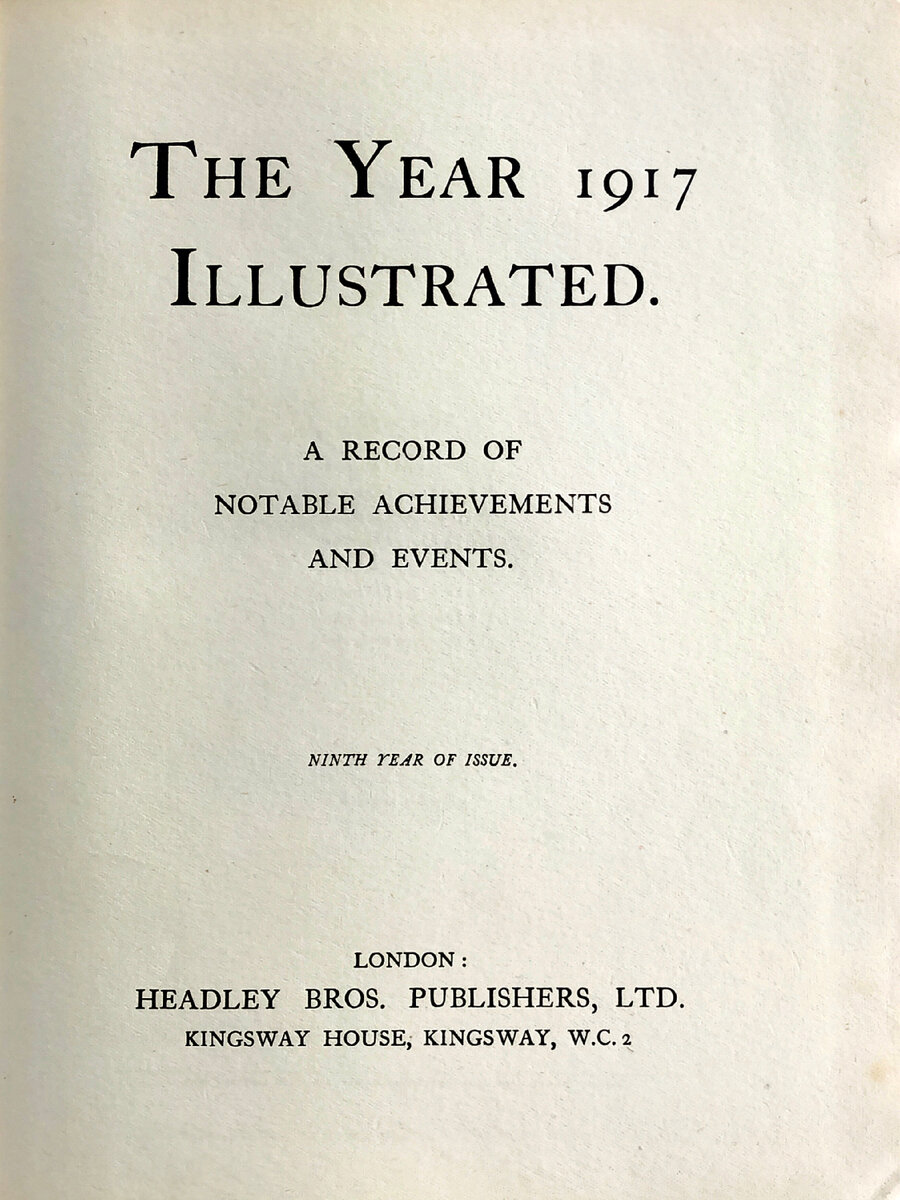 THE YEAR 1917
ILLUSTRATED.
A RECORD OF
NOTABLE ACHIEVEMENTS
AND EVENTS.
NINTH YEAR OF ISSUE.
LONDON:
HEADLEY BROS. PUBLISHERS, LTD.
KINGSWAY HOUSE, KINGSWAY, W.C. 2